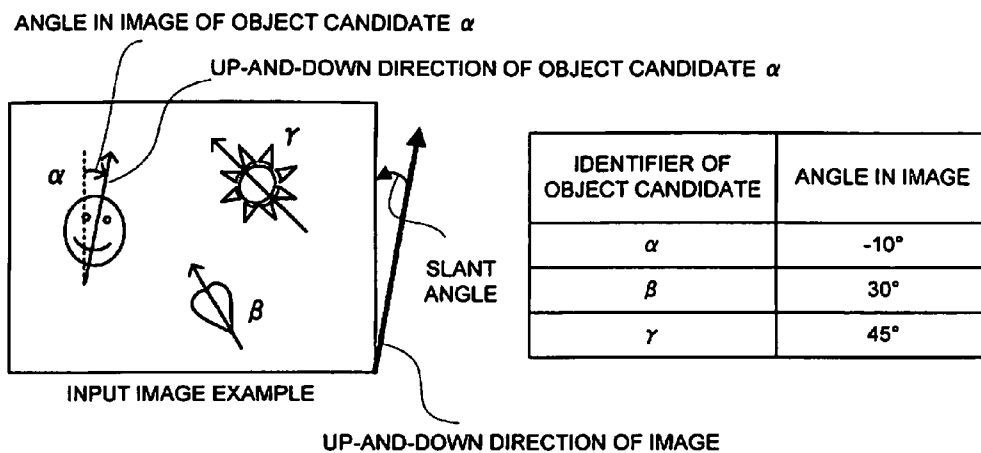 ANGLE IN IMAGE OF OBJECT CANDIDATE α
UP-AND-DOWN DIRECTION OF OBJECT CANDIDATE α
α
γ
β
SLANT
ANGLE
INPUT IMAGE EXAMPLE
UP-AND-DOWN DIRECTION OF IMAGE
IDENTIFIER OF
OBJECT CANDIDATE
ANGLE IN IMAGE
α
-10°
β
30°
γ
45°